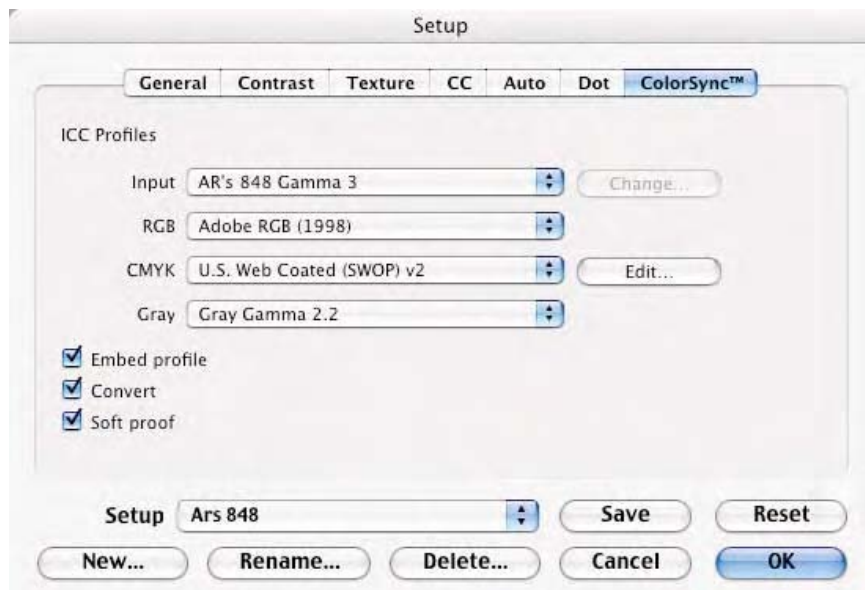 Setup
General Contrast Texture CC Auto Dot ColorSync™
ICC Profiles
Input AR's 848 Gamma 3 Change...
RGB Adobe RGB (1998)
CMYK U.S. Web Coated (SWOP) v2 Edit...
Gray Gray Gamma 2.2
Embed profile
Convert
Soft proof
Setup Ars 848 Save Reset
New... Rename... Delete... Cancel OK